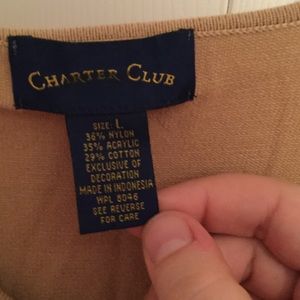 CHARTER CLUB
SIZE: L
36% NYLON
35% ACRYLIC
29% COTTON
EXCLUSIVE OF
DECORATION
MADE IN INDONESIA
WPL 8046
SEE REVERSE
FOR CARE